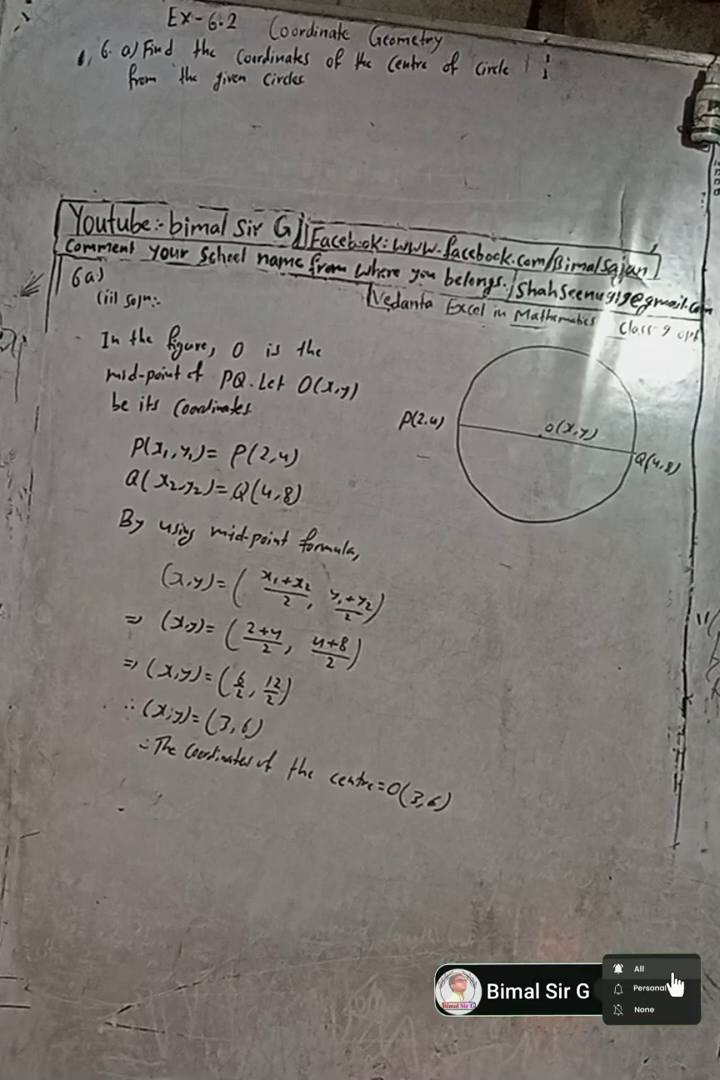 Ex-6.2 Coordinate Geometry
6. a) Find the coordinates of the centre of circle
from the given circles
Youtube:- bimal Sir G || Facebook: www.facebook.com/Bimalsajan
Comment your School name from where you belongs. / Shahseenu919@gmail.com
Vedanta Excel in Mathematics Class-9 opt
6a)
(ii) Soln:-
In the figure, O is the
mid-point of PQ. Let O(x,y)
be its coordinates
P(x₁,y₁)= P(2,4)
Q(x₂,y₂)=Q(4,8)
By using mid-point formula,
(x,y)=( x₁+x₂/2, y₁+y₂/2 )
⇒ (x,y)= ( 2+4/2, 4+8/2 )
⇒ (x,y)=( 6/2, 12/2 )
∴ (x,y)=(3,6)
∴ The coordinates of the centre=O(3,6)
P(2,4)
O(x,y)
Q(4,8)
Bimal Sir G
All
Personal
None